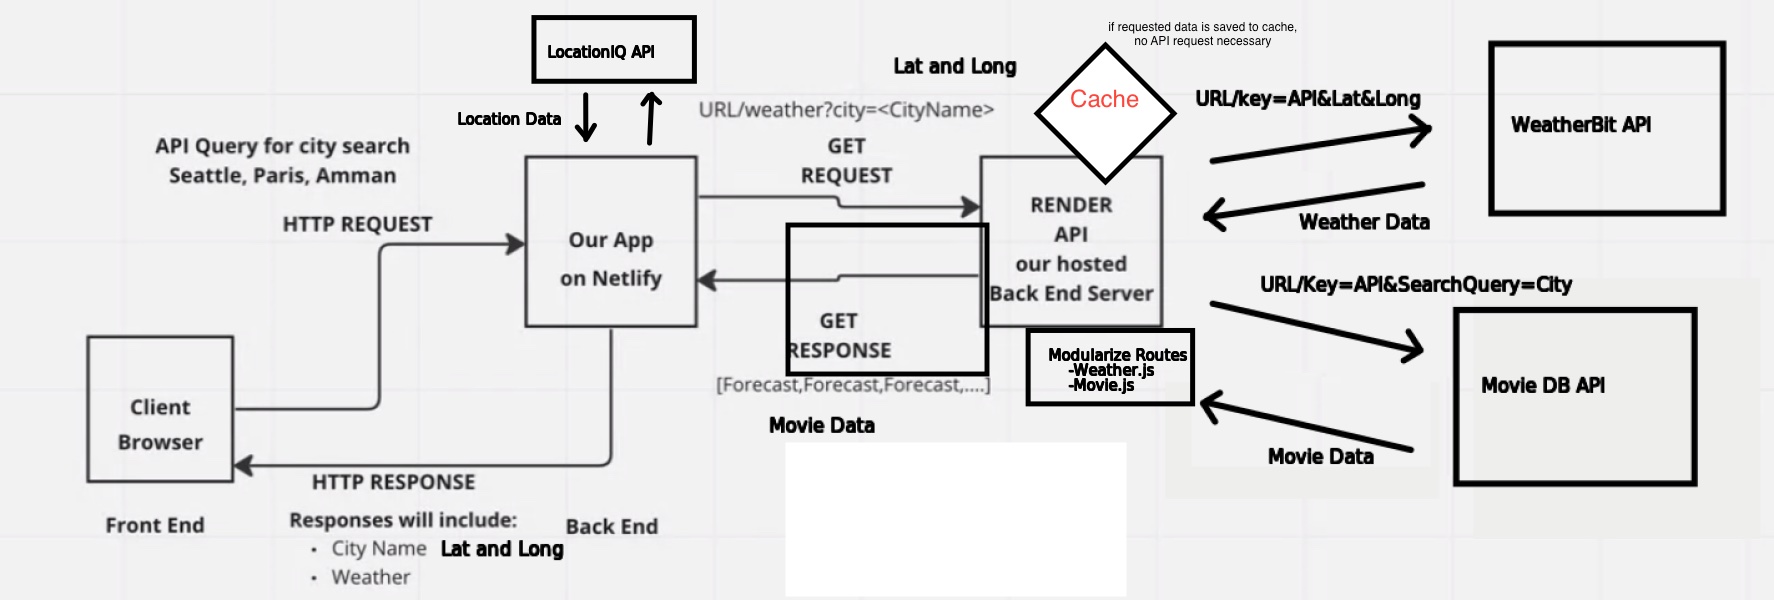 if requested data is saved to cache,
no API request necessary
LocationIQ API
Lat and Long
Cache
URL/key=API&Lat&Long
URL/weather?city=<CityName>
Location Data
WeatherBit API
API Query for city search
Seattle, Paris, Amman
GET
REQUEST
HTTP REQUEST
RENDER
API
our hosted
Back End Server
Weather Data
Our App
on Netlify
URL/Key=API&SearchQuery=City
GET
RESPONSE
Modularize Routes
-Weather.js
-Movie.js
[Forecast,Forecast,Forecast,....]
Movie DB API
Client
Browser
Movie Data
Movie Data
HTTP RESPONSE
Front End
Responses will include:
Back End
• City Name Lat and Long
• Weather